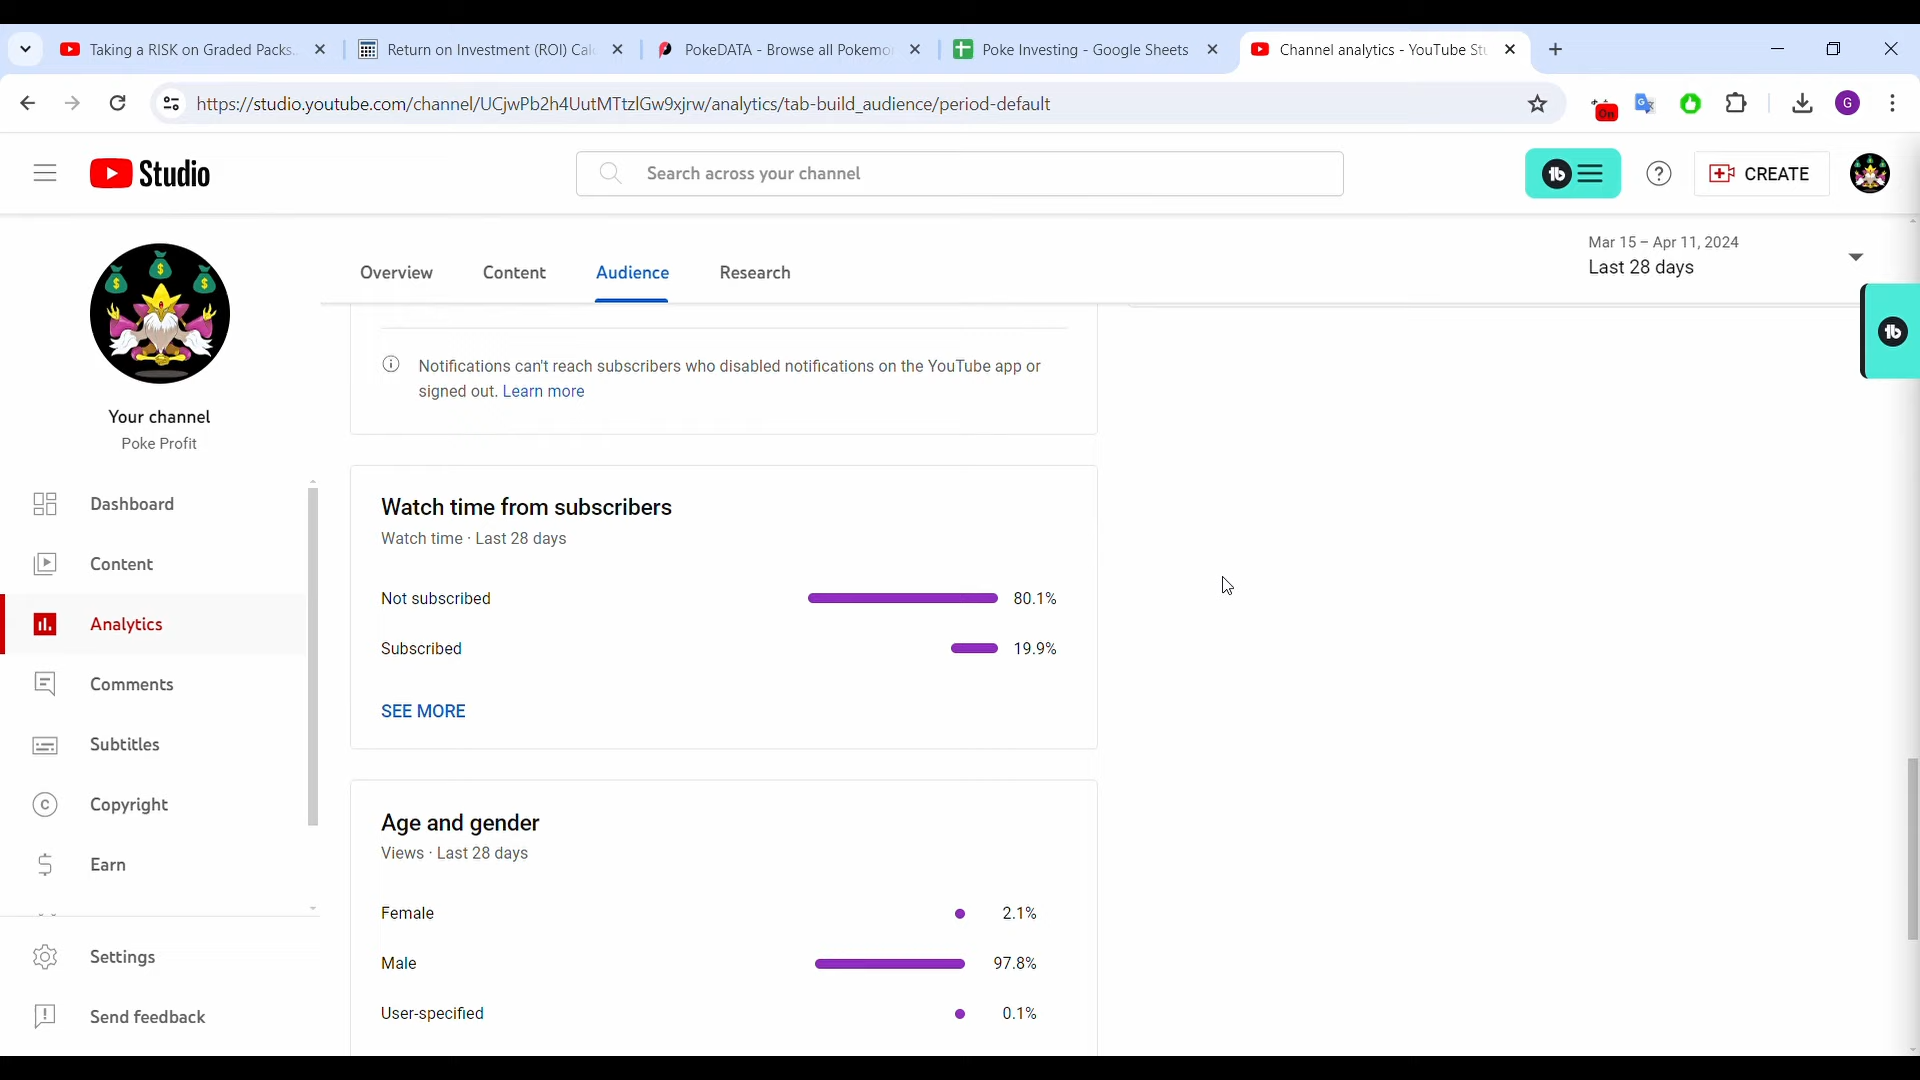 Taking a RISK on Graded Packs.
Return on Investment (ROI) Cal
PokeDATA - Browse all Pokemo
Poke Investing - Google Sheets
Channel analytics - YouTube Stu
https://studio.youtube.com/channel/UCjwPb2h4UutMTtzlGw9xjrw/analytics/tab-build_audience/period-default
On
G
Studio
Search across your channel
CREATE
Overview
Content
Audience
Research
Mar 15 – Apr 11, 2024
Last 28 days
Your channel
Poke Profit
Dashboard
Content
Analytics
Comments
Subtitles
Copyright
Earn
Settings
Send feedback
Notifications can't reach subscribers who disabled notifications on the YouTube app or
signed out. Learn more
Watch time from subscribers
Watch time · Last 28 days
Not subscribed 80.1%
Subscribed 19.9%
SEE MORE
Age and gender
Views · Last 28 days
Female 2.1%
Male 97.8%
User-specified 0.1%